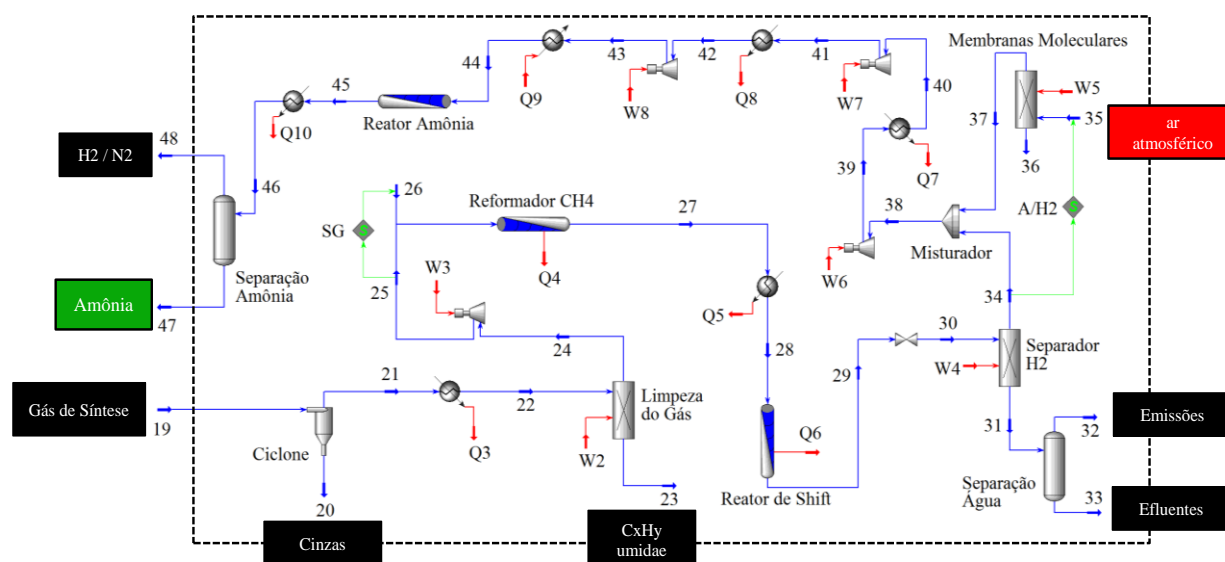 Membranas Moleculares
44
43
42
41
40
37
W5
35
ar
atmosférico
Q9
W8
Q8
W7
45
Reator Amônia
Q10
48
H2 / N2
46
36
39
Q7
26
Reformador CH4
27
38
A/H2
S
SG
S
Misturador
W6
Separação
Amônia
25
W3
Q4
Q5
34
Amônia
47
24
28
30
Separador
H2
29
W4
21
22
Limpeza
do Gás
Gás de Síntese
19
Ciclone
Q3
W2
Q6
31
Emissões
32
20
23
Reator de Shift
Separação
Água
33
Efluentes
Cinzas
CxHy
umidae